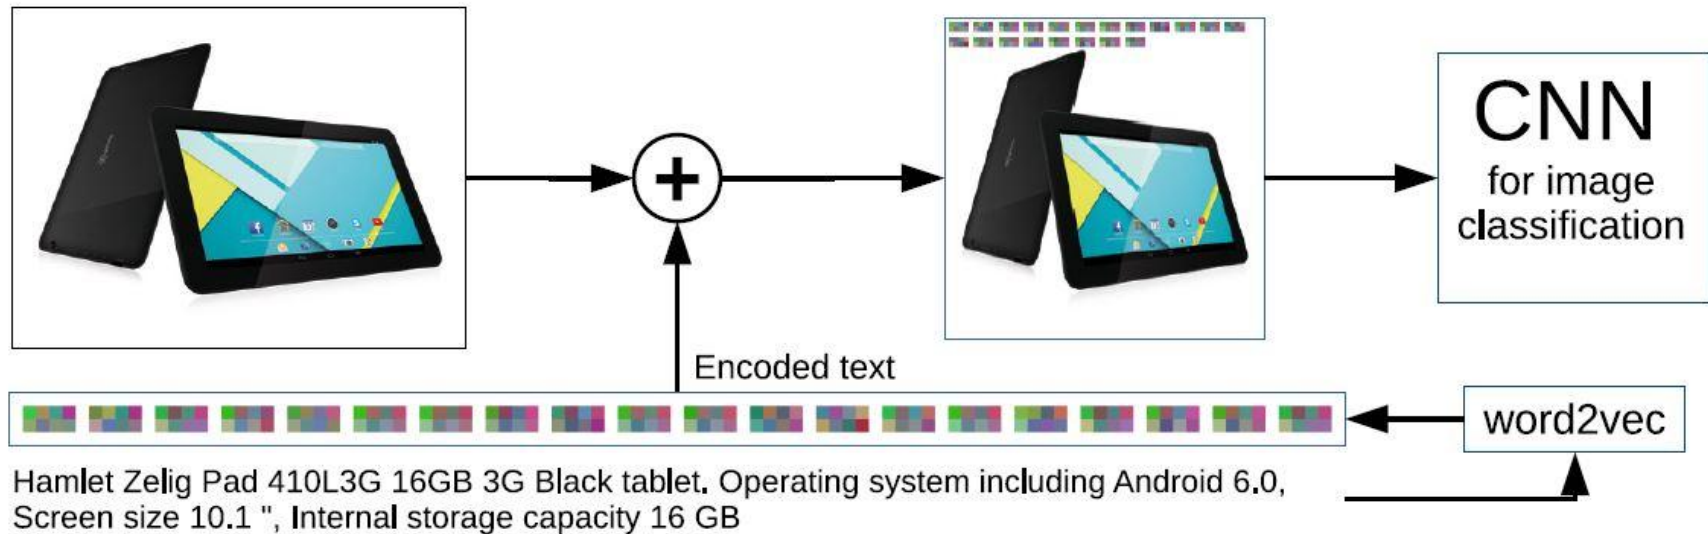 CNN
for image
classification
Encoded text
word2vec
Hamlet Zelig Pad 410L3G 16GB 3G Black tablet. Operating system including Android 6.0,
Screen size 10.1 ", Internal storage capacity 16 GB